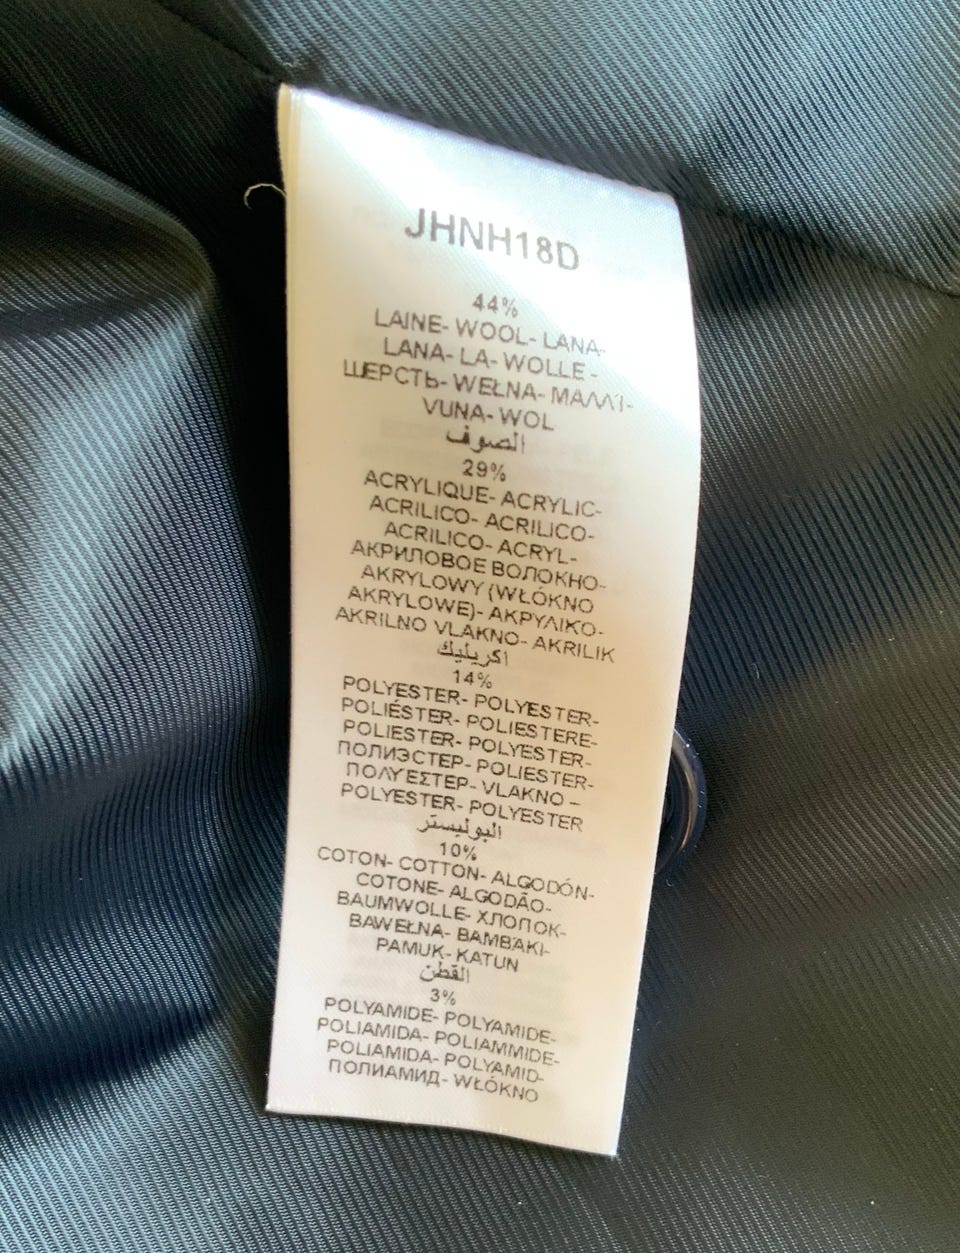 JHNH18D
44%
LAINE- WOOL- LANA-
LANA- LA- WOLLE -
ШЕРСТЬ- WEŁNA- ΜΑΛΛΊ-
VUNA- WOL
الصوف
29%
ACRYLIQUE- ACRYLIC-
ACRILICO- ACRILICO-
ACRILICO- ACRYL-
АКРИЛОВОЕ ВОЛОКНО-
AKRYLOWY (WŁÓKNO
AKRYLOWE)- ΑΚΡΥΛΙΚΟ-
AKRILNO VLAKNO- AKRILIK
اكريليك
14%
POLYESTER- POLYESTER-
POLIÉSTER- POLIESTERE-
POLIESTER- POLYESTER-
ПОЛИЭСТЕР- POLIESTER-
ΠΟΛΥΕΣΤΕΡ- VLAKNO –
POLYESTER- POLYESTER
البوليستر
10%
COTON- COTTON- ALGODÓN-
COTONE- ALGODÃO-
BAUMWOLLE- ХЛОПОК-
BAWEŁNA- ΒΑΜΒΑΚΙ-
PAMUK- KATUN
القطن
3%
POLYAMIDE- POLYAMIDE-
POLIAMIDA- POLIAMMIDE-
POLIAMIDA- POLYAMID-
ПОЛИАМИД- WŁÓKNO